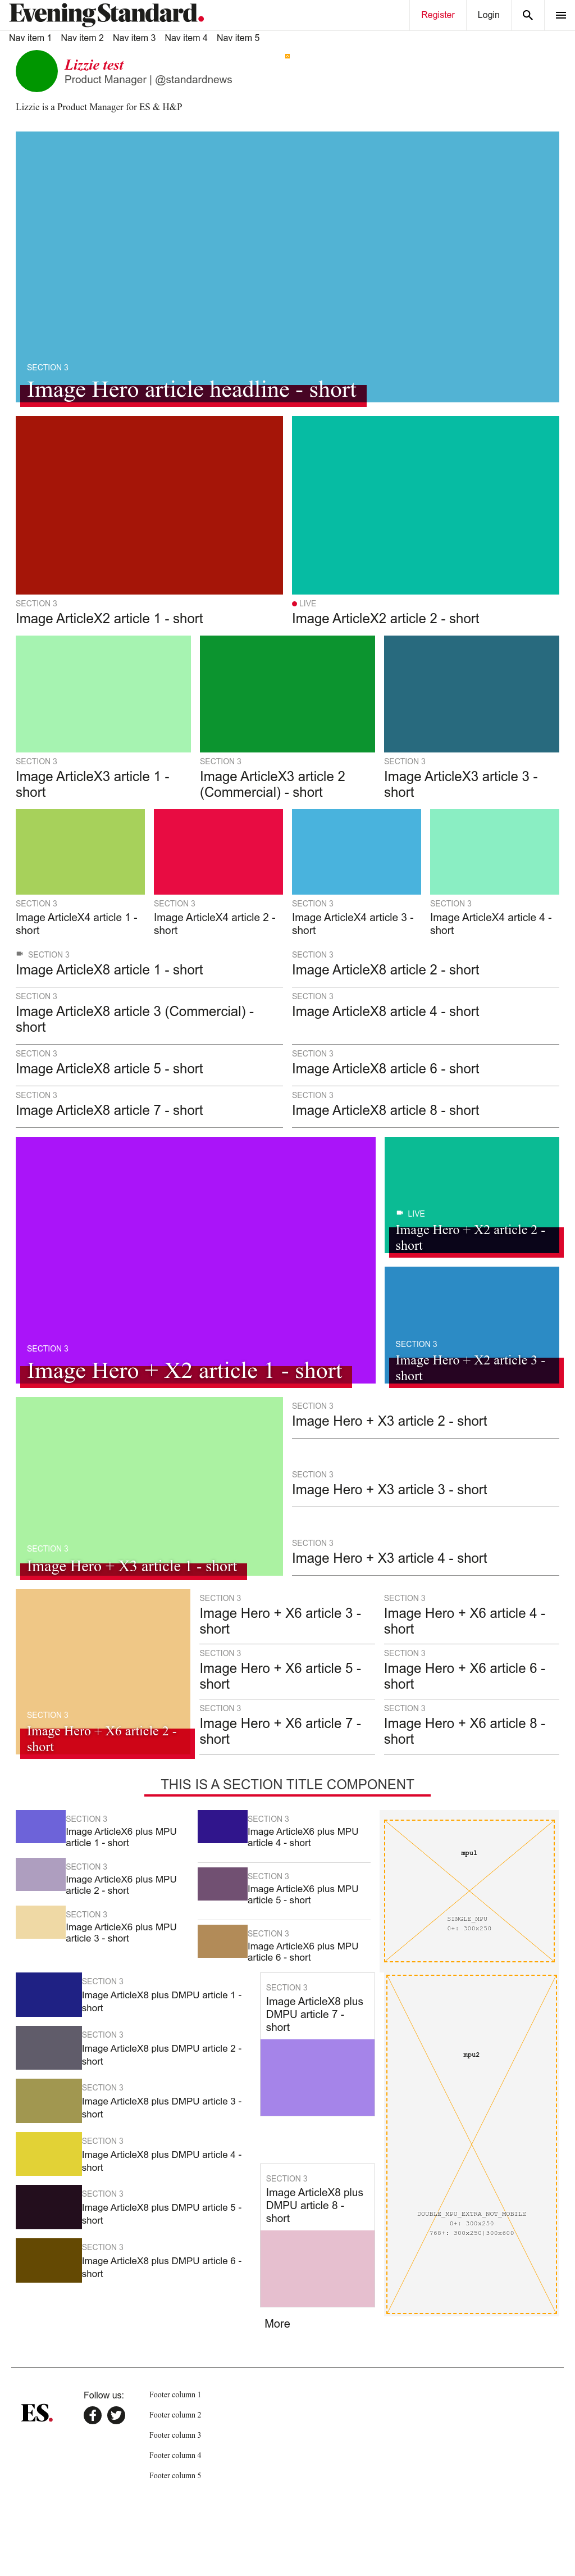 EveningStandard.
Register
Login
Nav item 1
Nav item 2
Nav item 3
Nav item 4
Nav item 5
Lizzie test
Product Manager | @standardnews
Lizzie is a Product Manager for ES & H&P
SECTION 3
Image Hero article headline - short
SECTION 3
Image ArticleX2 article 1 - short
LIVE
Image ArticleX2 article 2 - short
SECTION 3
Image ArticleX3 article 1 -
short
SECTION 3
Image ArticleX3 article 2
(Commercial) - short
SECTION 3
Image ArticleX3 article 3 -
short
SECTION 3
Image ArticleX4 article 1 -
short
SECTION 3
Image ArticleX4 article 2 -
short
SECTION 3
Image ArticleX4 article 3 -
short
SECTION 3
Image ArticleX4 article 4 -
short
SECTION 3
Image ArticleX8 article 1 - short
SECTION 3
Image ArticleX8 article 2 - short
SECTION 3
Image ArticleX8 article 3 (Commercial) -
short
SECTION 3
Image ArticleX8 article 4 - short
SECTION 3
Image ArticleX8 article 5 - short
SECTION 3
Image ArticleX8 article 6 - short
SECTION 3
Image ArticleX8 article 7 - short
SECTION 3
Image ArticleX8 article 8 - short
SECTION 3
Image Hero + X2 article 1 - short
LIVE
Image Hero + X2 article 2 -
short
SECTION 3
Image Hero + X2 article 3 -
short
SECTION 3
Image Hero + X3 article 1 - short
SECTION 3
Image Hero + X3 article 2 - short
SECTION 3
Image Hero + X3 article 3 - short
SECTION 3
Image Hero + X3 article 4 - short
SECTION 3
Image Hero + X6 article 2 -
short
SECTION 3
Image Hero + X6 article 3 -
short
SECTION 3
Image Hero + X6 article 4 -
short
SECTION 3
Image Hero + X6 article 5 -
short
SECTION 3
Image Hero + X6 article 6 -
short
SECTION 3
Image Hero + X6 article 7 -
short
SECTION 3
Image Hero + X6 article 8 -
short
THIS IS A SECTION TITLE COMPONENT
SECTION 3
Image ArticleX6 plus MPU
article 1 - short
SECTION 3
Image ArticleX6 plus MPU
article 2 - short
SECTION 3
Image ArticleX6 plus MPU
article 3 - short
SECTION 3
Image ArticleX6 plus MPU
article 4 - short
SECTION 3
Image ArticleX6 plus MPU
article 5 - short
SECTION 3
Image ArticleX6 plus MPU
article 6 - short
mpu1
SINGLE_MPU
0+: 300x250
SECTION 3
Image ArticleX8 plus DMPU article 1 -
short
SECTION 3
Image ArticleX8 plus DMPU article 2 -
short
SECTION 3
Image ArticleX8 plus DMPU article 3 -
short
SECTION 3
Image ArticleX8 plus DMPU article 4 -
short
SECTION 3
Image ArticleX8 plus DMPU article 5 -
short
SECTION 3
Image ArticleX8 plus DMPU article 6 -
short
SECTION 3
Image ArticleX8 plus
DMPU article 7 -
short
SECTION 3
Image ArticleX8 plus
DMPU article 8 -
short
mpu2
DOUBLE_MPU_EXTRA_NOT_MOBILE
0+: 300x250
768+: 300x250|300x600
More
ES.
Follow us:
Footer column 1
Footer column 2
Footer column 3
Footer column 4
Footer column 5